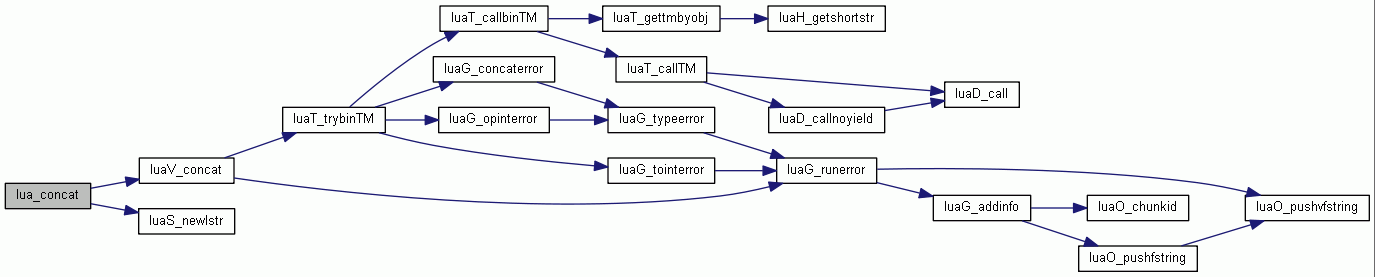 luaT_callbinTM
luaT_gettmbyobj
luaH_getshortstr
luaG_concaterror
luaT_callTM
luaD_call
luaT_trybinTM
luaG_opinterror
luaG_typeerror
luaD_callnoyield
luaV_concat
luaG_tointerror
luaG_runerror
lua_concat
luaS_newlstr
luaG_addinfo
luaO_chunkid
luaO_pushvfstring
luaO_pushfstring